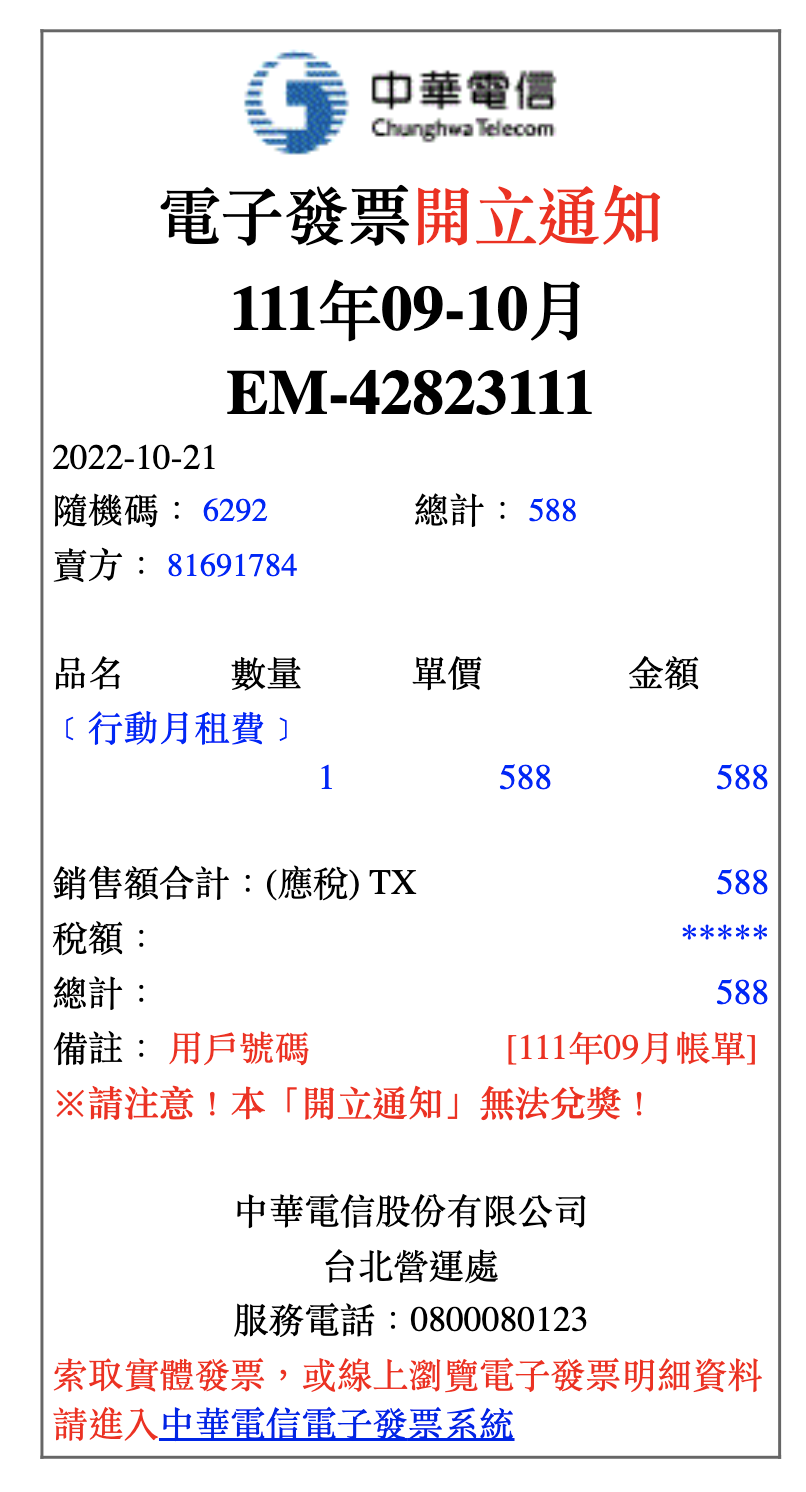 中華電信
Chunghwa Telecom
電子發票開立通知
111年09-10月
EM-42823111
2022-10-21
隨機碼： 6292 總計： 588
賣方： 81691784
品名 數量 單價 金額
﹝行動月租費﹞
1 588 588
銷售額合計：(應稅) TX 588
稅額： *****
總計： 588
備註： 用戶號碼 [111年09月帳單]
※請注意！本「開立通知」無法兌獎！
中華電信股份有限公司
台北營運處
服務電話：0800080123
索取實體發票，或線上瀏覽電子發票明細資料
請進入中華電信電子發票系統